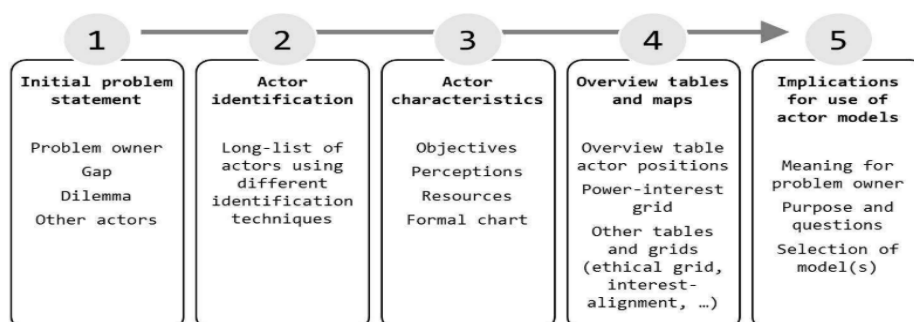 1
Initial problem
statement
Problem owner
Gap
Dilemma
Other actors
2
Actor
identification
Long-list of
actors using
different
identification
techniques
3
Actor
characteristics
Objectives
Perceptions
Resources
Formal chart
4
Overview tables
and maps
Overview table
actor positions
Power-interest
grid
Other tables
and grids
(ethical grid,
interest-
alignment, …)
5
Implications
for use of
actor models
Meaning for
problem owner
Purpose and
questions
Selection of
model(s)